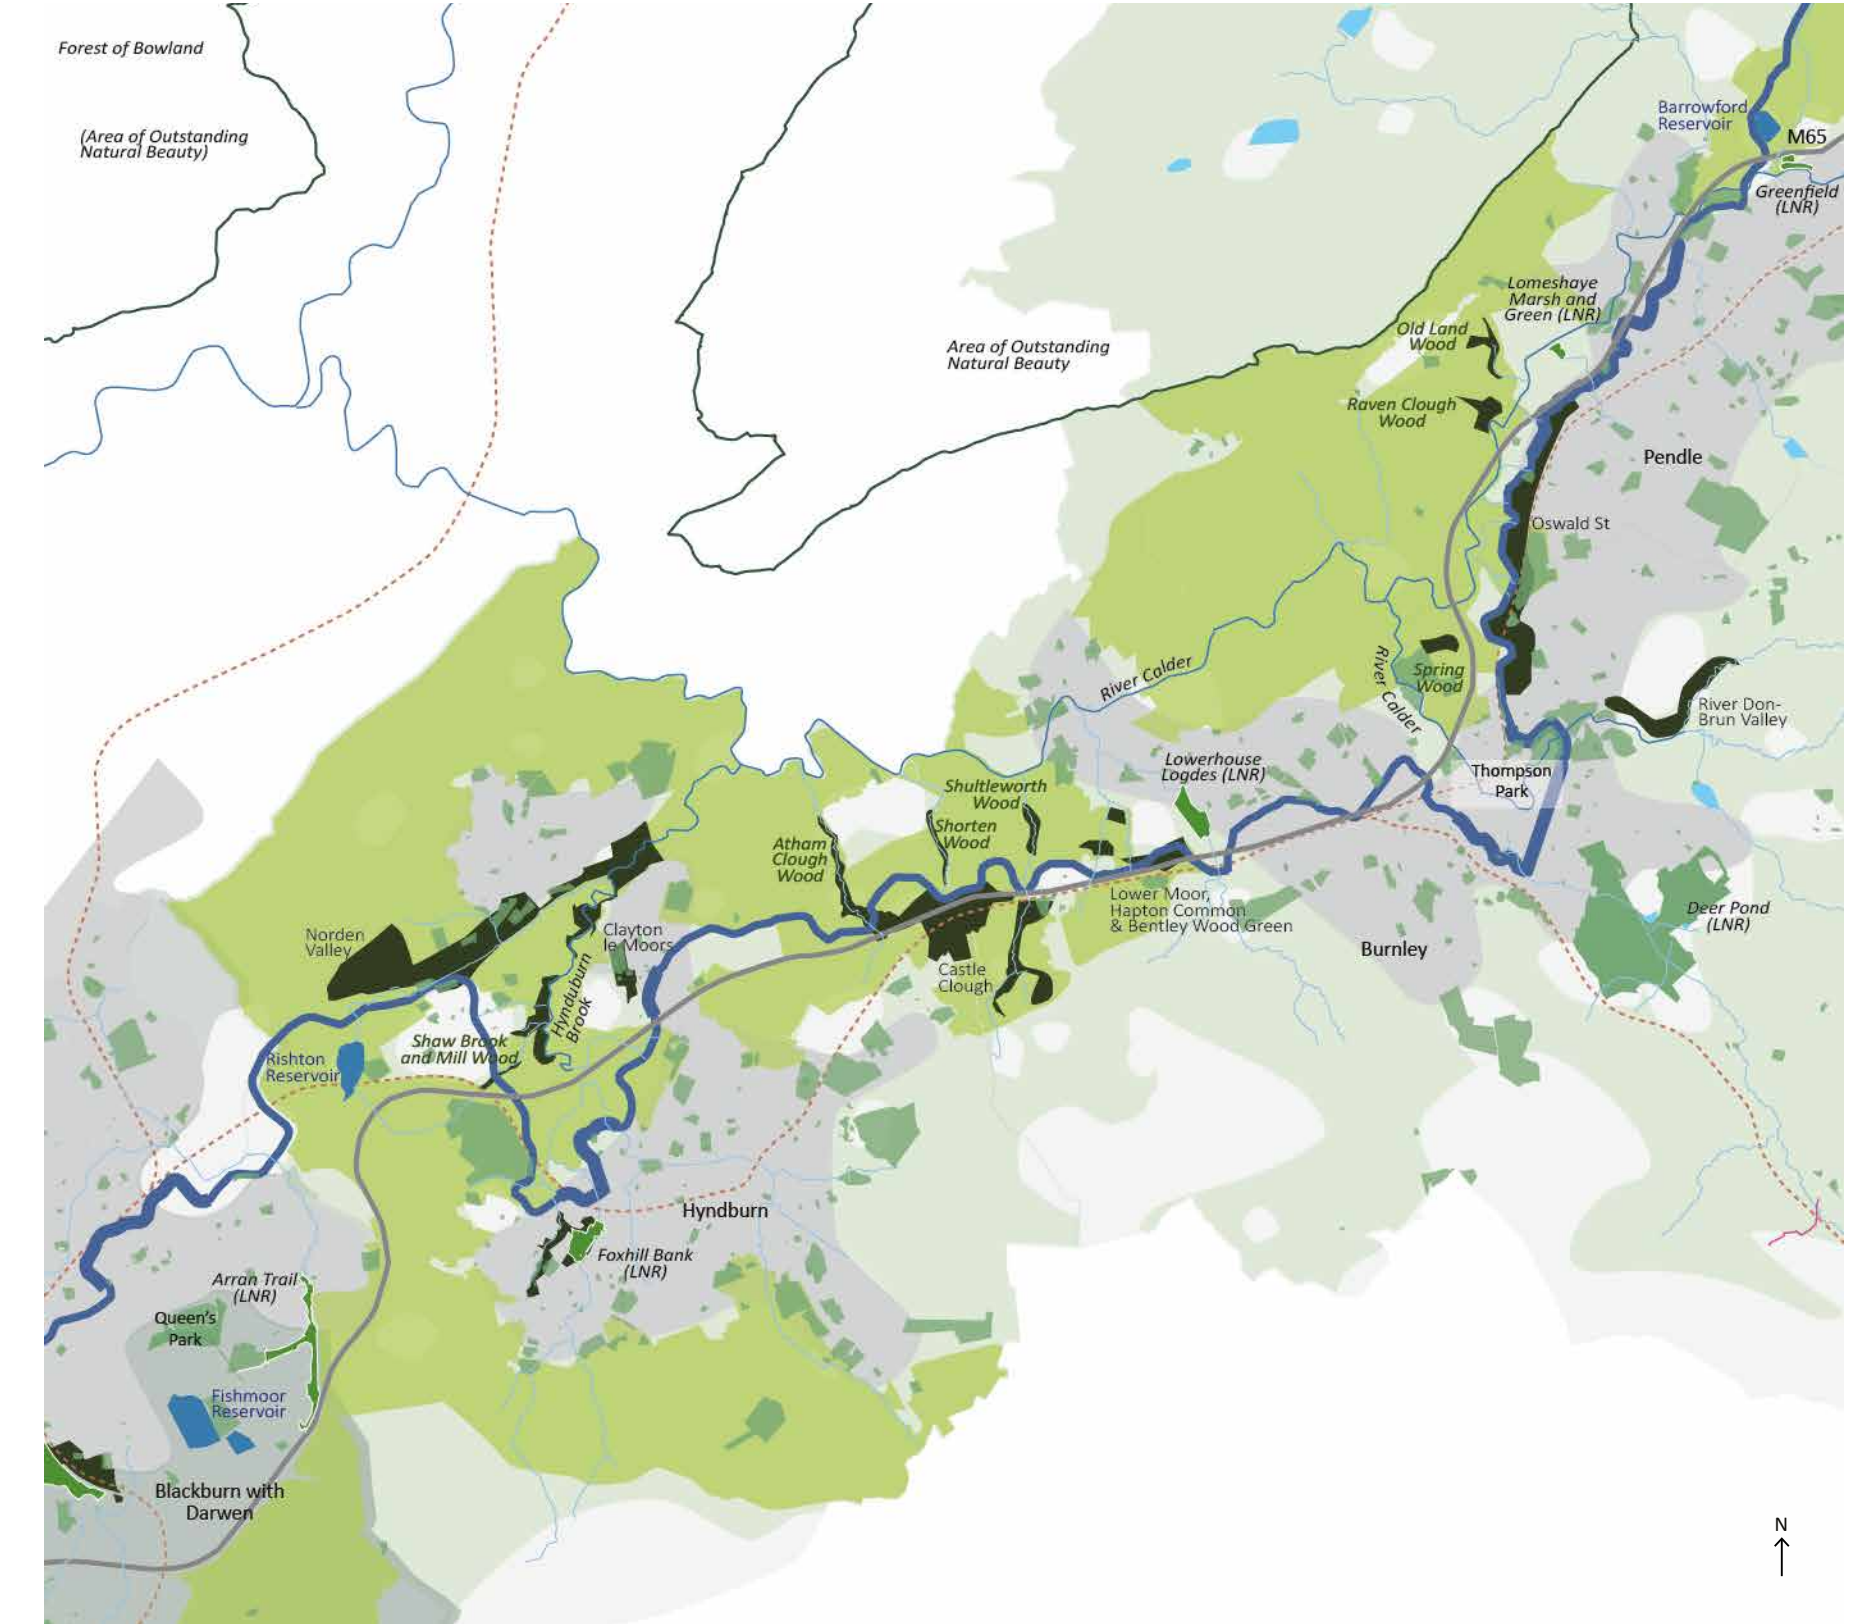 Forest of Bowland
(Area of Outstanding
Natural Beauty)
Barrowford
Reservoir
M65
Greenfield
(LNR)
Lomeshaye
Marsh and
Green (LNR)
Old Land
Wood
Area of Outstanding
Natural Beauty
Raven Clough
Wood
Pendle
Oswald St
River Calder
River Calder
Spring
Wood
River Don-
Brun Valley
Lowerhouse
Logdes (LNR)
Thompson
Park
Shultleworth
Wood
Shorten
Wood
Atham
Clough
Wood
Lower Moor,
Hapton Common
& Bentley Wood Green
Deer Pond
(LNR)
Burnley
Norden
Valley
Clayton
le Moors
Castle
Clough
Hynduburn
Brook
Shaw Brook
and Mill Wood
Rishton
Reservoir
Hyndburn
Foxhill Bank
(LNR)
Arran Trail
(LNR)
Queen's
Park
Fishmoor
Reservoir
Blackburn with
Darwen
N